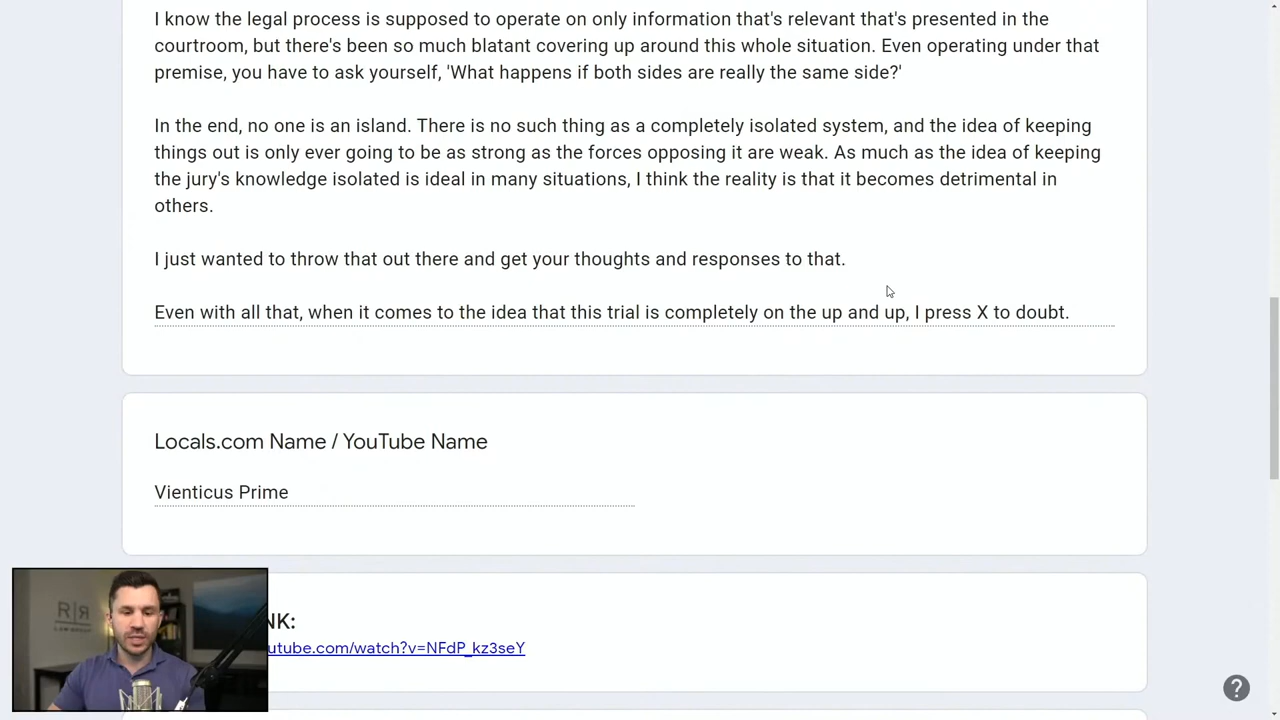 I know the legal process is supposed to operate on only information that's relevant that's presented in the
courtroom, but there's been so much blatant covering up around this whole situation. Even operating under that
premise, you have to ask yourself, 'What happens if both sides are really the same side?'
In the end, no one is an island. There is no such thing as a completely isolated system, and the idea of keeping
things out is only ever going to be as strong as the forces opposing it are weak. As much as the idea of keeping
the jury's knowledge isolated is ideal in many situations, I think the reality is that it becomes detrimental in
others.
I just wanted to throw that out there and get your thoughts and responses to that.
Even with all that, when it comes to the idea that this trial is completely on the up and up, I press X to doubt.
Locals.com Name / YouTube Name
Vienticus Prime
NK:
utube.com/watch?v=NFdP_kz3seY
R|Я
LAW GROUP
?